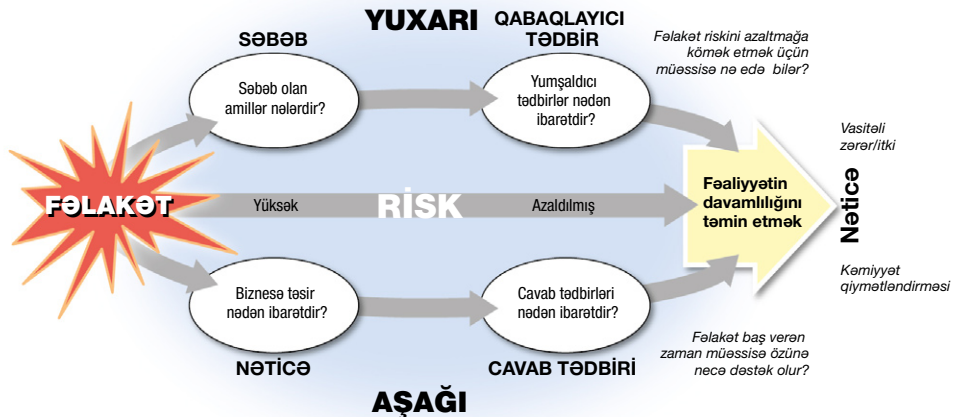 YUXARI
SƏBƏB
QABAQLAYICI
TƏDBİR
Fəlakət riskini azaltmağa
kömək etmək üçün
müəssisə nə edə bilər?
Səbəb olan
amillər nələrdir?
Yumşaldıcı
tədbirlər nədən
ibarətdir?
Vasitəli
zərər/itki
FƏLAKƏT
Yüksək
RİSK
Azaldılmış
Fəaliyyətin
davamlılığını
təmin etmək
Nəticə
Biznesə təsir
nədən ibarətdir?
Cavab tədbirləri
nədən ibarətdir?
Kəmiyyət
qiymətləndirməsi
NƏTİCƏ
CAVAB TƏDBİRİ
Fəlakət baş verən
zaman müəssisə özünə
necə dəstək olur?
AŞAĞI